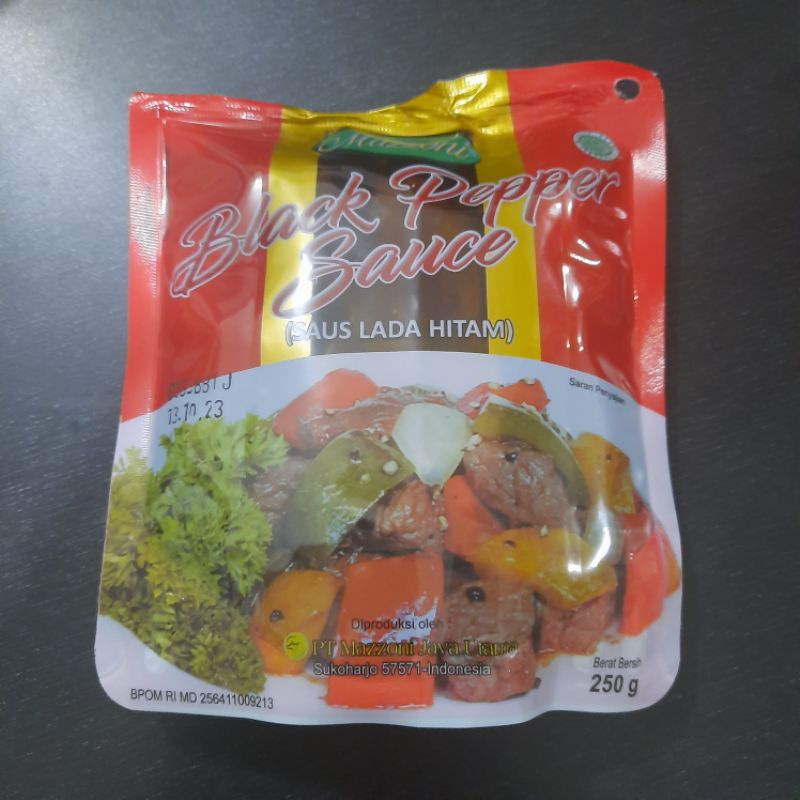 Mazzoni
Black Pepper
Sauce
(SAUS LADA HITAM)
13.10.23
Saran Penyajian
Diproduksi oleh :
PT Mazzoni Jaya Utama
Sukoharjo 57571-Indonesia
Berat Bersih
250 g
BPOM RI MD 256411009213